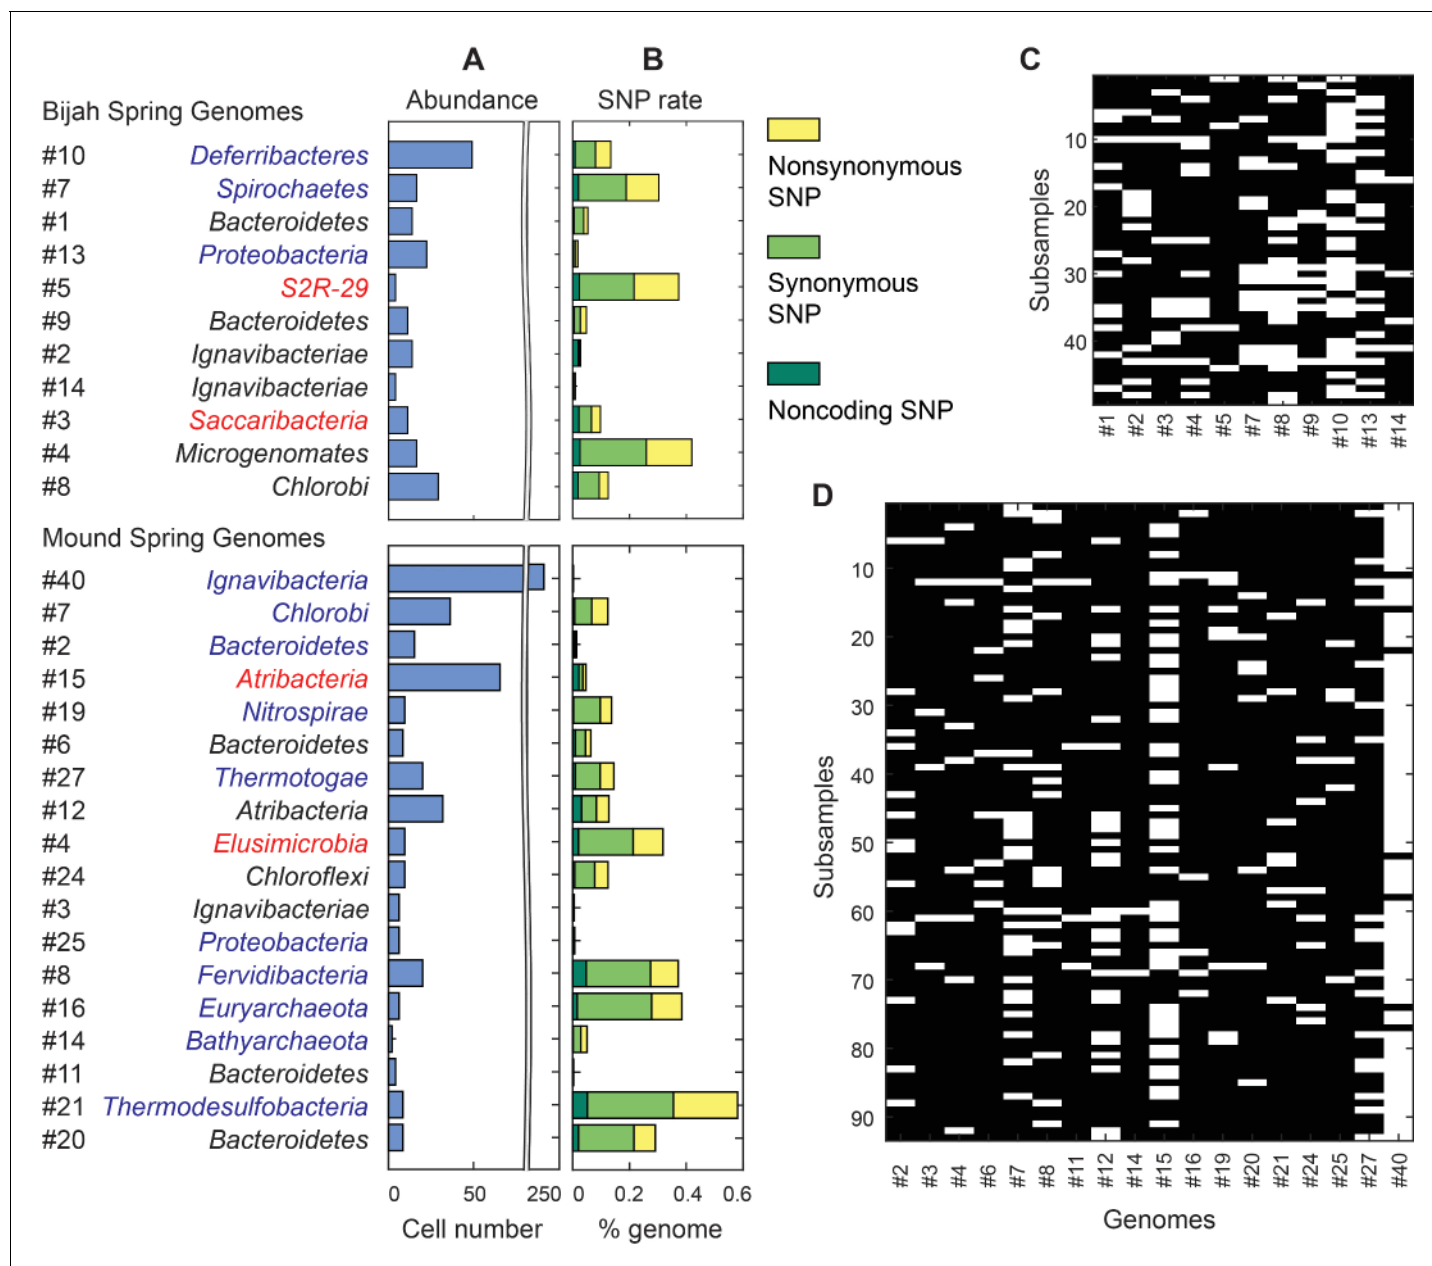 A
B
C
Abundance
SNP rate
Bijah Spring Genomes
#10 Deferribacteres
#7 Spirochaetes
#1 Bacteroidetes
#13 Proteobacteria
#5 S2R-29
#9 Bacteroidetes
#2 Ignavibacteriae
#14 Ignavibacteriae
#3 Saccaribacteria
#4 Microgenomates
#8 Chlorobi
Mound Spring Genomes
#40 Ignavibacteria
#7 Chlorobi
#2 Bacteroidetes
#15 Atribacteria
#19 Nitrospirae
#6 Bacteroidetes
#27 Thermotogae
#12 Atribacteria
#4 Elusimicrobia
#24 Chloroflexi
#3 Ignavibacteriae
#25 Proteobacteria
#8 Fervidibacteria
#16 Euryarchaeota
#14 Bathyarchaeota
#11 Bacteroidetes
#21 Thermodesulfobacteria
#20 Bacteroidetes
0 50 250
Cell number
0 0.2 0.4 0.6
% genome
Nonsynonymous
SNP
Synonymous
SNP
Noncoding SNP
Subsamples
10
20
30
40
#1 #2 #3 #4 #5 #7 #8 #9 #10 #13 #14
D
Subsamples
10
20
30
40
50
60
70
80
90
#2 #3 #4 #6 #7 #8 #11 #12 #14 #15 #16 #19 #20 #21 #24 #25 #27 #40
Genomes